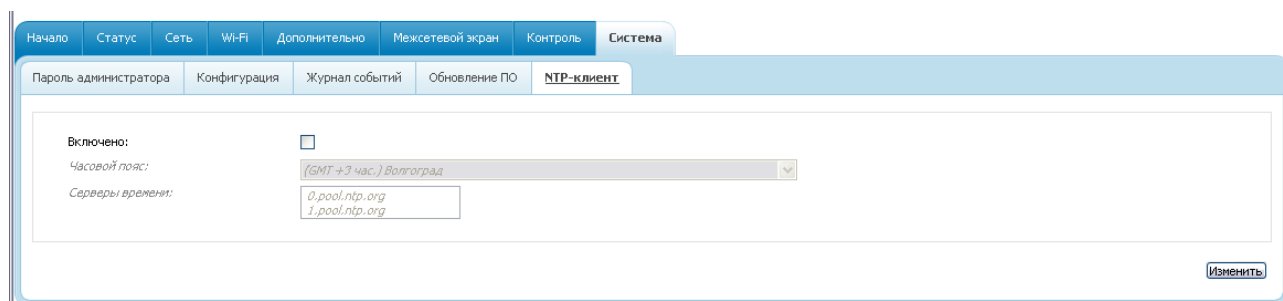 Начало Статус Сеть Wi-Fi Дополнительно Межсетевой экран Контроль Система
Пароль администратора Конфигурация Журнал событий Обновление ПО NTP-клиент
Включено:
Часовой пояс: (GMT +3 час.) Волгоград
Серверы времени: 0.pool.ntp.org
1.pool.ntp.org
Изменить